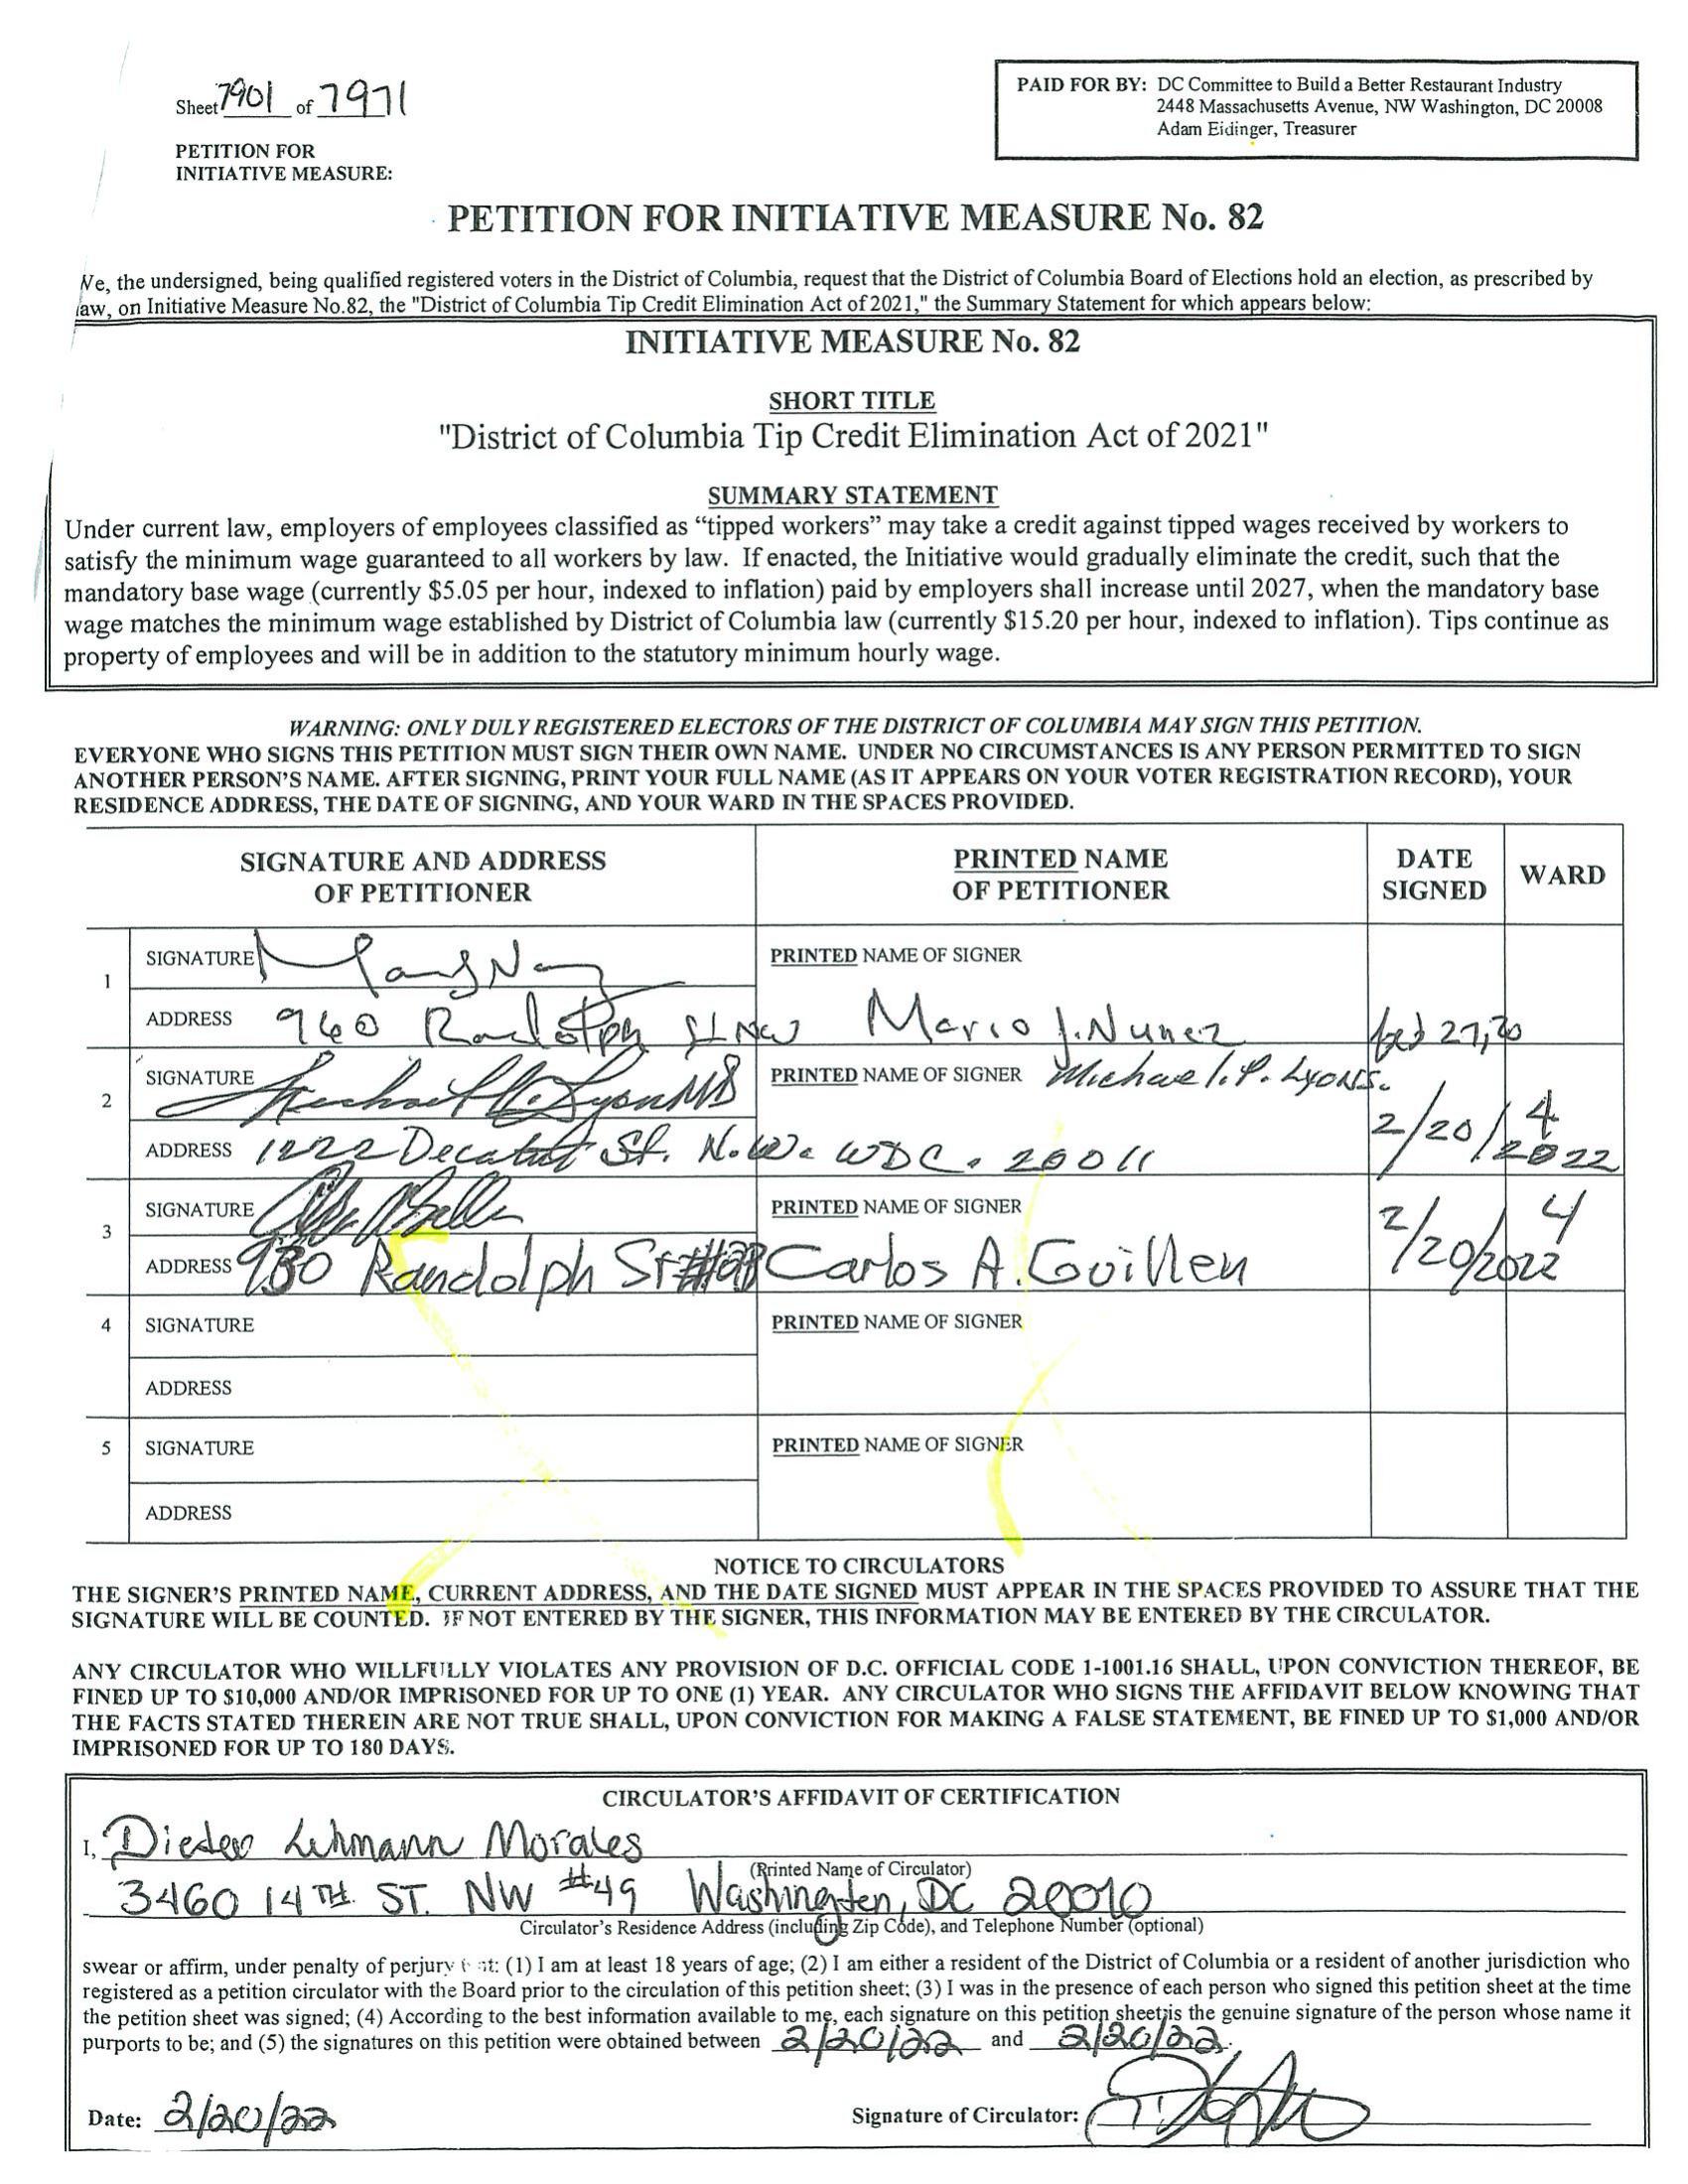 Sheet 7901 of 7971
PETITION FOR
INITIATIVE MEASURE:
PAID FOR BY: DC Committee to Build a Better Restaurant Industry
2448 Massachusetts Avenue, NW Washington, DC 20008
Adam Eidinger, Treasurer
PETITION FOR INITIATIVE MEASURE No. 82
We, the undersigned, being qualified registered voters in the District of Columbia, request that the District of Columbia Board of Elections hold an election, as prescribed by
law, on Initiative Measure No.82, the "District of Columbia Tip Credit Elimination Act of 2021," the Summary Statement for which appears below:
INITIATIVE MEASURE No. 82
SHORT TITLE
"District of Columbia Tip Credit Elimination Act of 2021"
SUMMARY STATEMENT
Under current law, employers of employees classified as “tipped workers” may take a credit against tipped wages received by workers to
satisfy the minimum wage guaranteed to all workers by law. If enacted, the Initiative would gradually eliminate the credit, such that the
mandatory base wage (currently $5.05 per hour, indexed to inflation) paid by employers shall increase until 2027, when the mandatory base
wage matches the minimum wage established by District of Columbia law (currently $15.20 per hour, indexed to inflation). Tips continue as
property of employees and will be in addition to the statutory minimum hourly wage.
WARNING: ONLY DULY REGISTERED ELECTORS OF THE DISTRICT OF COLUMBIA MAY SIGN THIS PETITION.
EVERYONE WHO SIGNS THIS PETITION MUST SIGN THEIR OWN NAME. UNDER NO CIRCUMSTANCES IS ANY PERSON PERMITTED TO SIGN
ANOTHER PERSON'S NAME. AFTER SIGNING, PRINT YOUR FULL NAME (AS IT APPEARS ON YOUR VOTER REGISTRATION RECORD), YOUR
RESIDENCE ADDRESS, THE DATE OF SIGNING, AND YOUR WARD IN THE SPACES PROVIDED.
SIGNATURE AND ADDRESS
OF PETITIONER
PRINTED NAME
OF PETITIONER
DATE
SIGNED
WARD
1 SIGNATURE PRINTED NAME OF SIGNER
ADDRESS 960 Randolph St NW Mario J. Nunez
2 SIGNATURE PRINTED NAME OF SIGNER Michael. P. Lyons.
ADDRESS 1222 Decatur St. N.W. WDC. 20011 2/20/2022 4
3 SIGNATURE PRINTED NAME OF SIGNER
ADDRESS 930 Randolph St Carlos A. Guillen 2/20/2022 4
4 SIGNATURE PRINTED NAME OF SIGNER
ADDRESS
5 SIGNATURE PRINTED NAME OF SIGNER
ADDRESS
NOTICE TO CIRCULATORS
THE SIGNER'S PRINTED NAME, CURRENT ADDRESS, AND THE DATE SIGNED MUST APPEAR IN THE SPACES PROVIDED TO ASSURE THAT THE
SIGNATURE WILL BE COUNTED. IF NOT ENTERED BY THE SIGNER, THIS INFORMATION MAY BE ENTERED BY THE CIRCULATOR.
ANY CIRCULATOR WHO WILLFULLY VIOLATES ANY PROVISION OF D.C. OFFICIAL CODE 1-1001.16 SHALL, UPON CONVICTION THEREOF, BE
FINED UP TO $10,000 AND/OR IMPRISONED FOR UP TO ONE (1) YEAR. ANY CIRCULATOR WHO SIGNS THE AFFIDAVIT BELOW KNOWING THAT
THE FACTS STATED THEREIN ARE NOT TRUE SHALL, UPON CONVICTION FOR MAKING A FALSE STATEMENT, BE FINED UP TO $1,000 AND/OR
IMPRISONED FOR UP TO 180 DAYS.
CIRCULATOR'S AFFIDAVIT OF CERTIFICATION
I, Lehmann Morales
(Printed Name of Circulator)
3460 14TH ST. NW #49 Washington, DC 20010
Circulator's Residence Address (including Zip Code), and Telephone Number (optional)
swear or affirm, under penalty of perjury that: (1) I am at least 18 years of age; (2) I am either a resident of the District of Columbia or a resident of another jurisdiction who
registered as a petition circulator with the Board prior to the circulation of this petition sheet; (3) I was in the presence of each person who signed this petition sheet at the time
the petition sheet was signed; (4) According to the best information available to me, each signature on this petition sheet is the genuine signature of the person whose name it
purports to be; and (5) the signatures on this petition were obtained between 2/20/22 and 2/20/22.
Date: 2/20/22 Signature of Circulator: